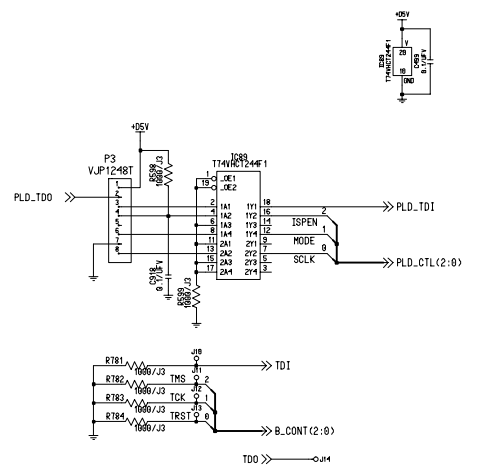 +D5V
V
20
10
GND
IC89
T74VHCT244F1
C499
0.1/UFV
+D5V
P3
VJP1248T
R598
1000/J3
IC89
T74VHCT244F1
1 _OE1
19 _OE2
PLD_TDO
1
2
3
4
5
6
7
8
2 1A1 1Y1 18 PLD_TDI
4 1A2 1Y2 16 2
ISPEN
6 1A3 1Y3 14
8 1A4 1Y4 12 1
MODE
11 2A1 2Y1 9
13 2A2 2Y2 7 0
SCLK
PLD_CTL(2:0)
15 2A3 2Y3 5
17 2A4 2Y4 3
C918
0.1/UFV
R599
1000/J3
R781
1000/J3
J10
TDI
R782
1000/J3
TMS
J11
2
R783
1000/J3
TCK
J12
1
R784
1000/J3
TRST
J13
0
B_CONT(2:0)
TDO
J14